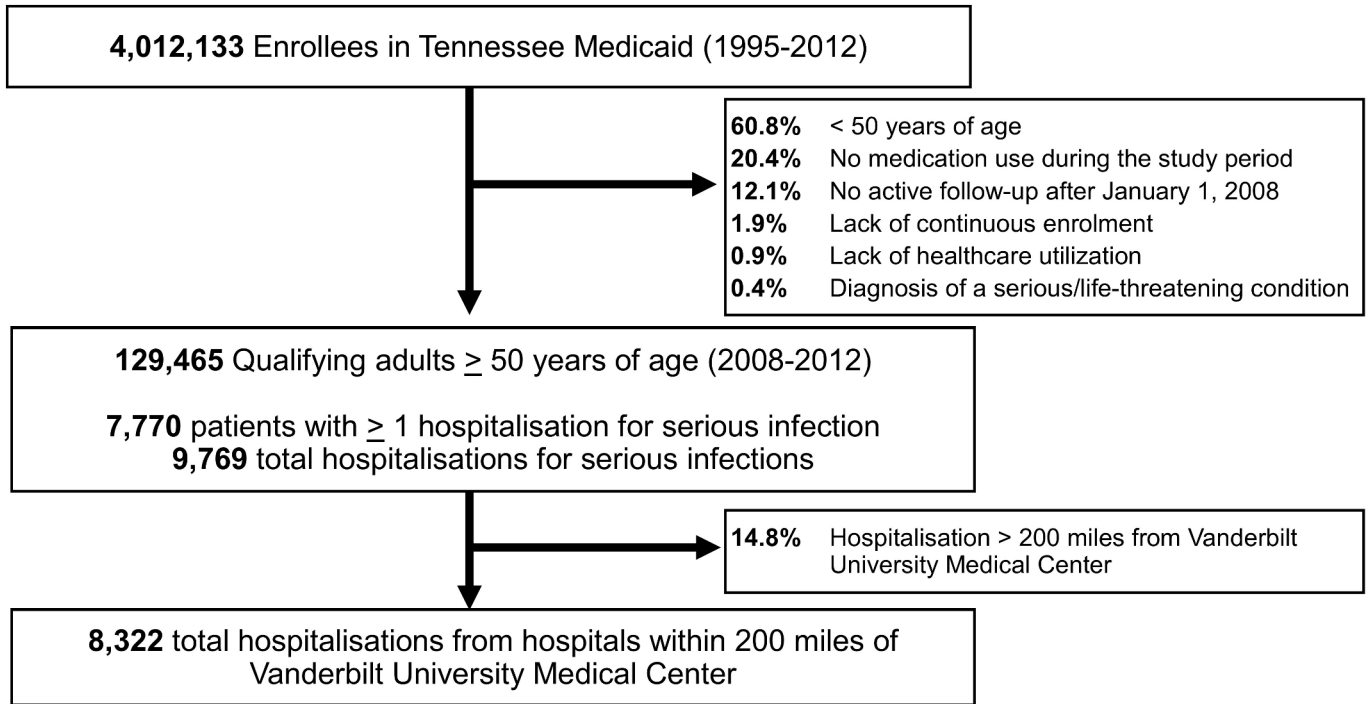 4,012,133 Enrollees in Tennessee Medicaid (1995-2012)
60.8% < 50 years of age
20.4% No medication use during the study period
12.1% No active follow-up after January 1, 2008
1.9% Lack of continuous enrolment
0.9% Lack of healthcare utilization
0.4% Diagnosis of a serious/life-threatening condition
129,465 Qualifying adults ≥ 50 years of age (2008-2012)
7,770 patients with ≥ 1 hospitalisation for serious infection
9,769 total hospitalisations for serious infections
14.8% Hospitalisation > 200 miles from Vanderbilt
University Medical Center
8,322 total hospitalisations from hospitals within 200 miles of
Vanderbilt University Medical Center